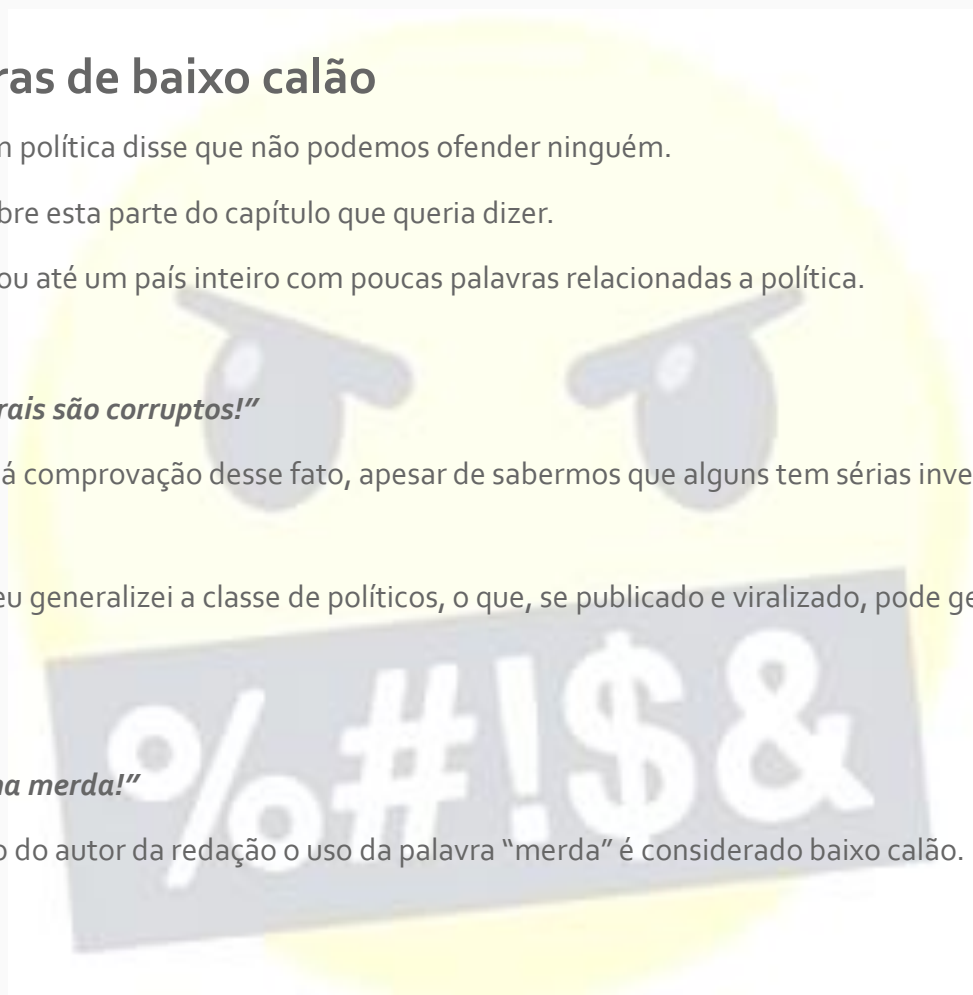 ras de baixo calão
n política disse que não podemos ofender ninguém.
bre esta parte do capítulo que queria dizer.
ou até um país inteiro com poucas palavras relacionadas a política.
rais são corruptos!”
á comprovação desse fato, apesar de sabermos que alguns tem sérias inve
eu generalizei a classe de políticos, o que, se publicado e viralizado, pode ge
na merda!”
o do autor da redação o uso da palavra “merda” é considerado baixo calão.
%#!$&